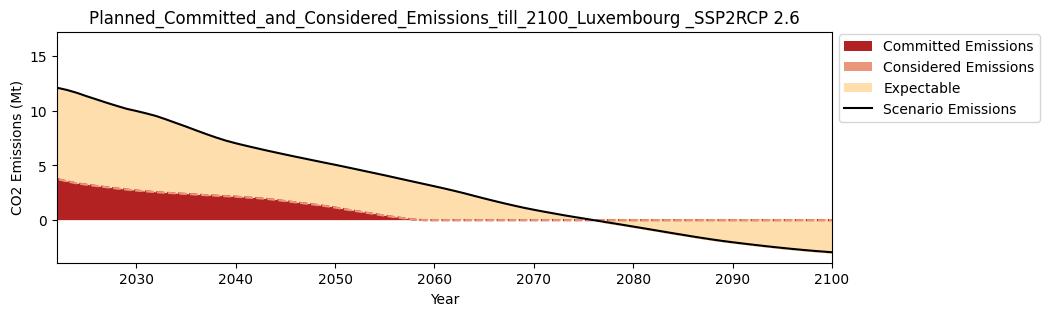 Planned_Committed_and_Considered_Emissions_till_2100_Luxembourg _SSP2RCP 2.6
CO2 Emissions (Mt)
15
10
5
0
2030 2040 2050 2060 2070 2080 2090 2100
Year
Committed Emissions
Considered Emissions
Expectable
Scenario Emissions